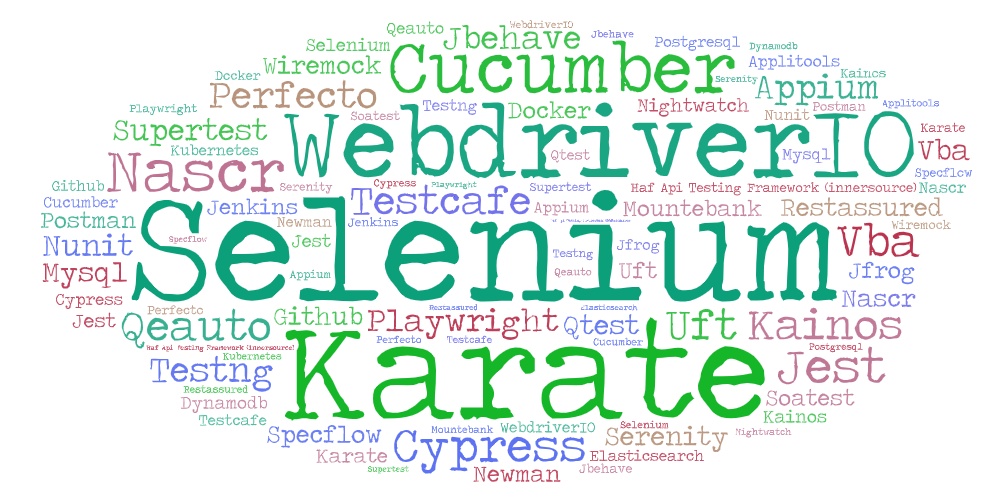 Qeauto
WebdriverIO
Jbehave
Jbehave
Selenium
Postgresql
Dynamodb
Wiremock
Cucumber
Applitools
Docker
Serenity
Appium
Kainos
Perfecto
Playwright
Testng
Docker
Nightwatch
Postman
Applitools
Soatest
Nunit
Supertest
WebdriverIO
Karate
Kubernetes
Qtest
Mysql
Vba
Nascr
Specflow
Github
Serenity
Cypress
Playwright
Supertest
Haf Api Testing Framework (innersource)
Nascr
Cucumber
Jenkins
Testcafe
Appium
Mountebank
Restassured
Postman
Newman
Jenkins
Wiremock
Nunit
Specflow
Jest
Selenium
Testng
Jfrog
Vba
Mysql
Appium
Qeauto
Uft
Jfrog
Cypress
Nascr
Perfecto
Restassured
Elasticsearch
Jest
Qeauto
Github
Playwright
Qtest
Uft
Kainos
Perfecto
Testcafe
Cucumber
Haf Api Testing Framework (innersource)
Postgresql
Kubernetes
Karate
Jest
Testng
Restassured
Dynamodb
Soatest
Testcafe
Kainos
Specflow
Mountebank
WebdriverIO
Selenium
Cypress
Serenity
Nightwatch
Karate
Elasticsearch
Supertest
Newman
Jbehave